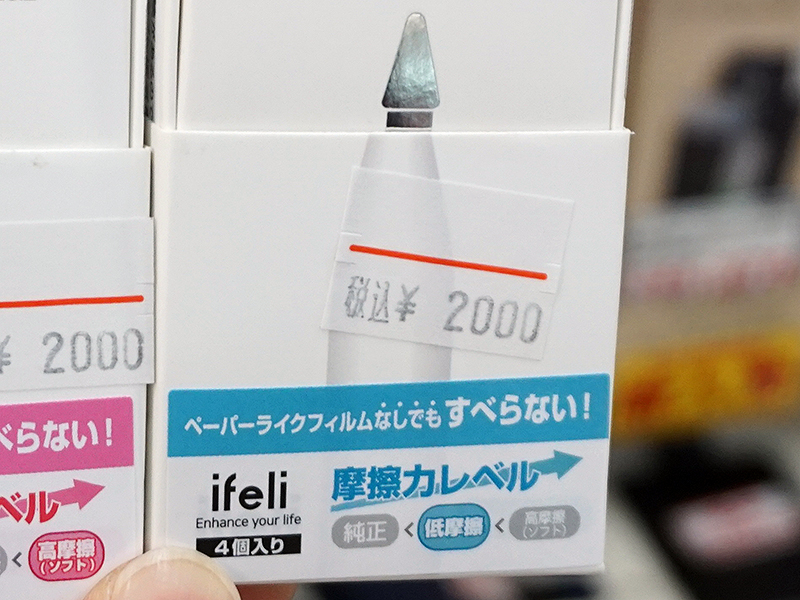 税込¥ 2000
¥ 2000
ペーパーライクフィルムなしでもすべらない!
べらない!
ifeli
Enhance your life
4個入り
摩擦力レベル
純正 < 低摩擦 < 高摩擦
(ソフト)
ベル
< 高摩擦
(ソフト)